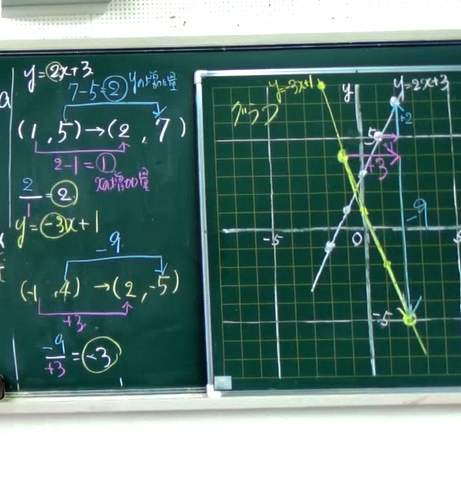 y=2x+3
7-5=2 yの増加量
(1,5)→(2,7)
2-1=1
xの増加量
2/1=2
y=-3x+1
-9
(-1,4)→(2,-5)
+3
-9/+3=-3
y=-3x+1
y
y=2x+3
グラフ
+2
5
+1
+3
-9
-5
0
5
-5